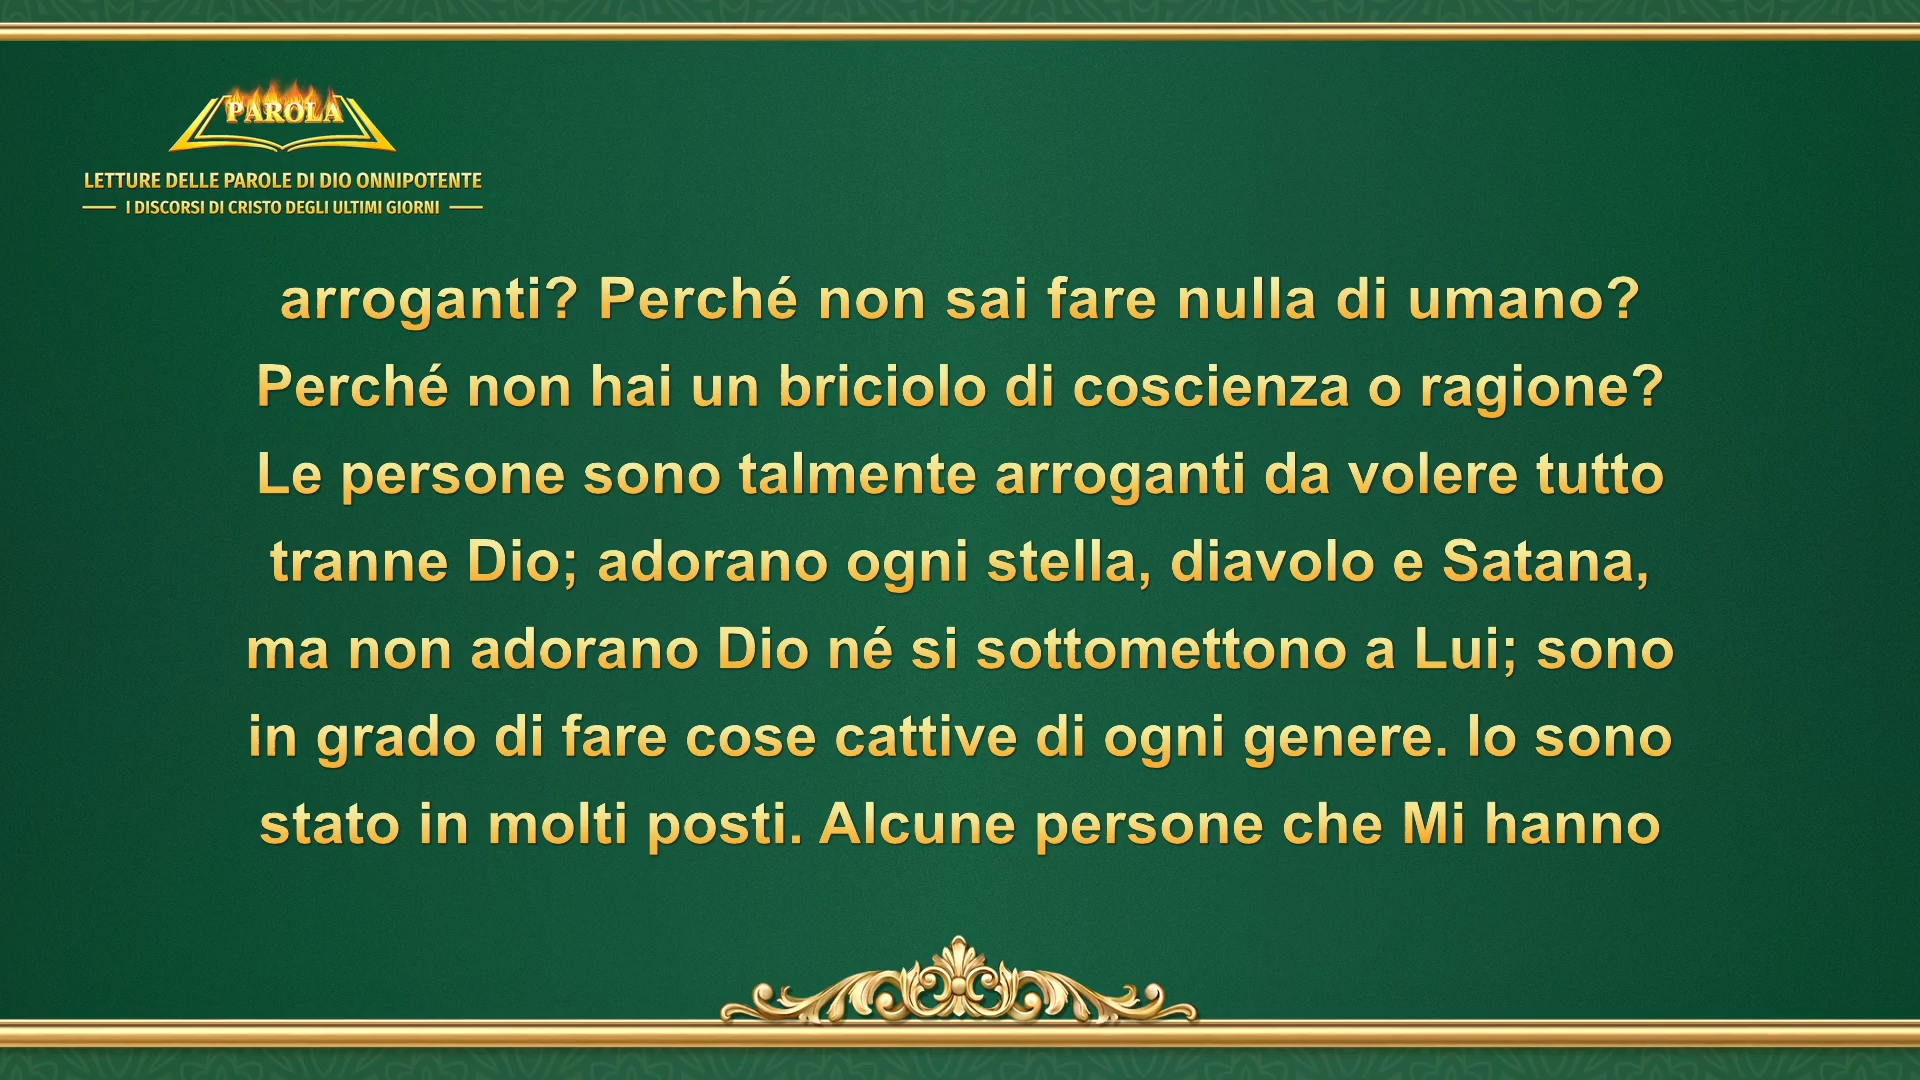 PAROLA
LETTURE DELLE PAROLE DI DIO ONNIPOTENTE
I DISCORSI DI CRISTO DEGLI ULTIMI GIORNI
arroganti? Perché non sai fare nulla di umano?
Perché non hai un briciolo di coscienza o ragione?
Le persone sono talmente arroganti da volere tutto
tranne Dio; adorano ogni stella, diavolo e Satana,
ma non adorano Dio né si sottomettono a Lui; sono
in grado di fare cose cattive di ogni genere. Io sono
stato in molti posti. Alcune persone che Mi hanno